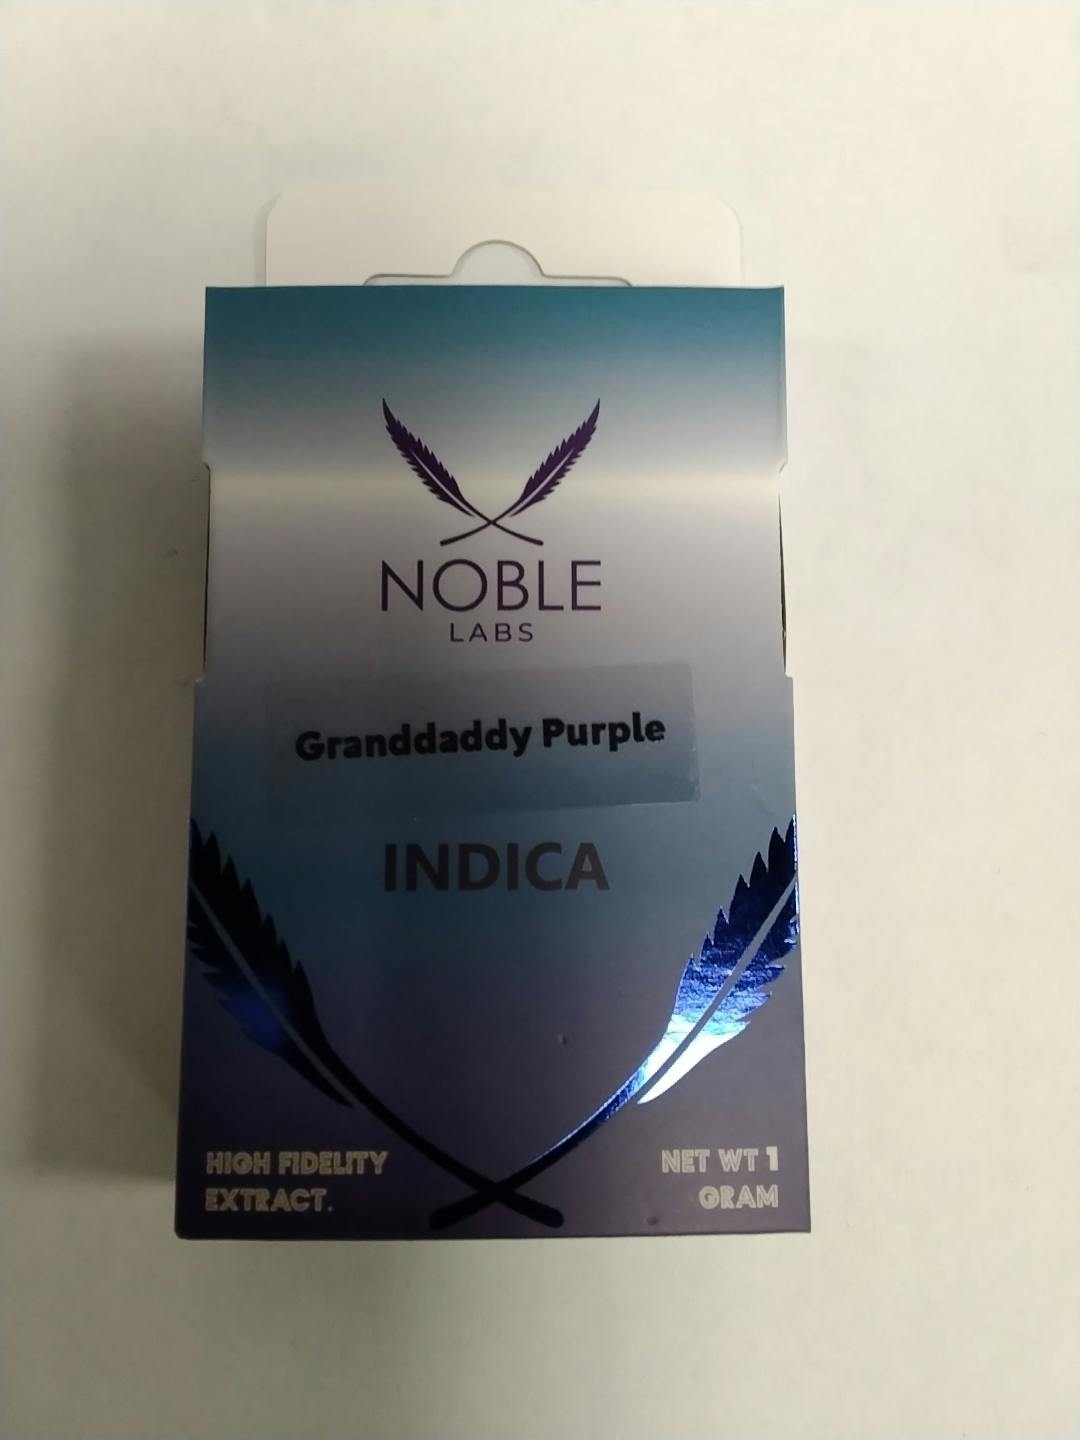 NOBLE
LABS
Granddaddy Purple
INDICA
HIGH FIDELITY
EXTRACT.
NET WT 1
GRAM